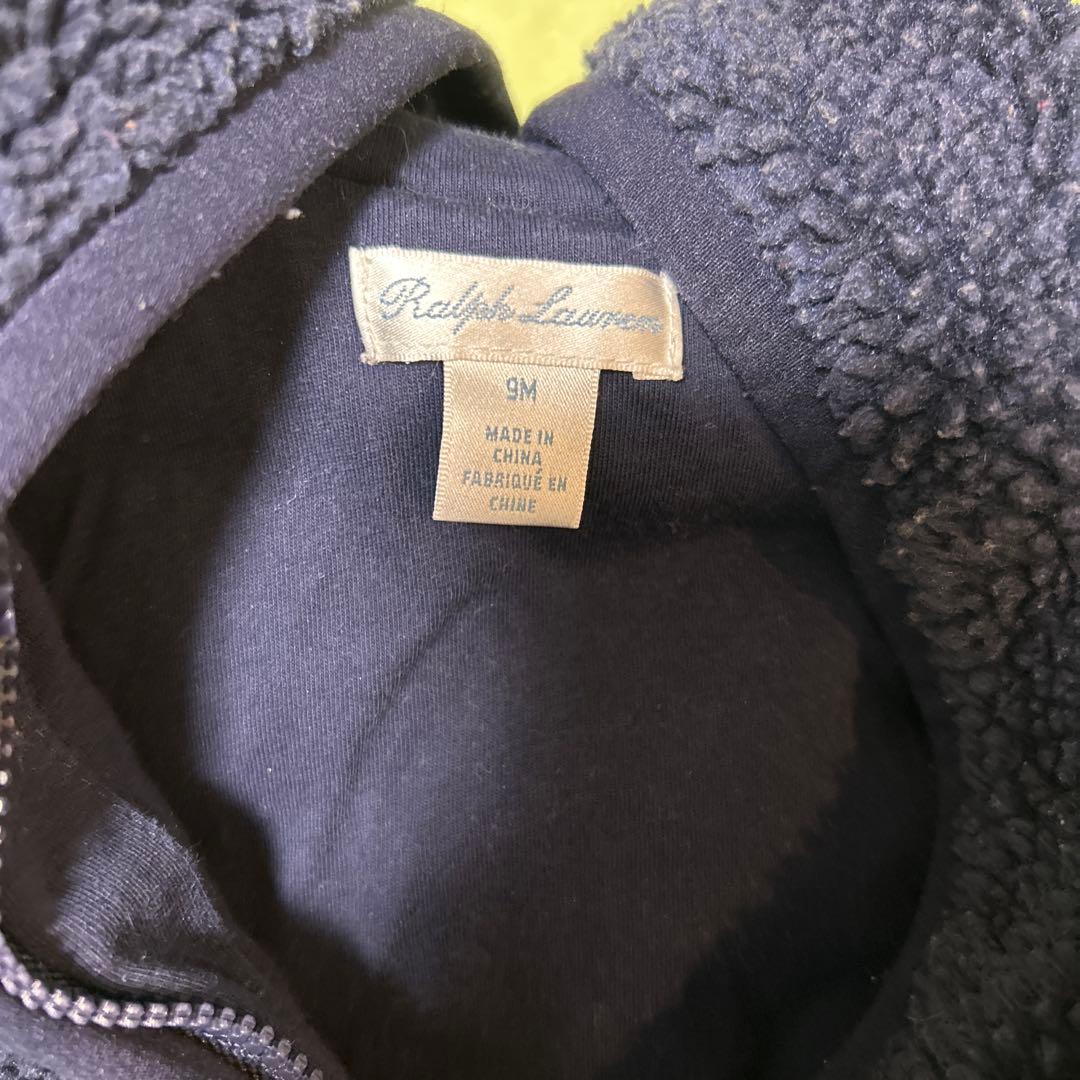 Ralph Lauren
9M
MADE IN
CHINA
FABRIQUÉ EN
CHINE